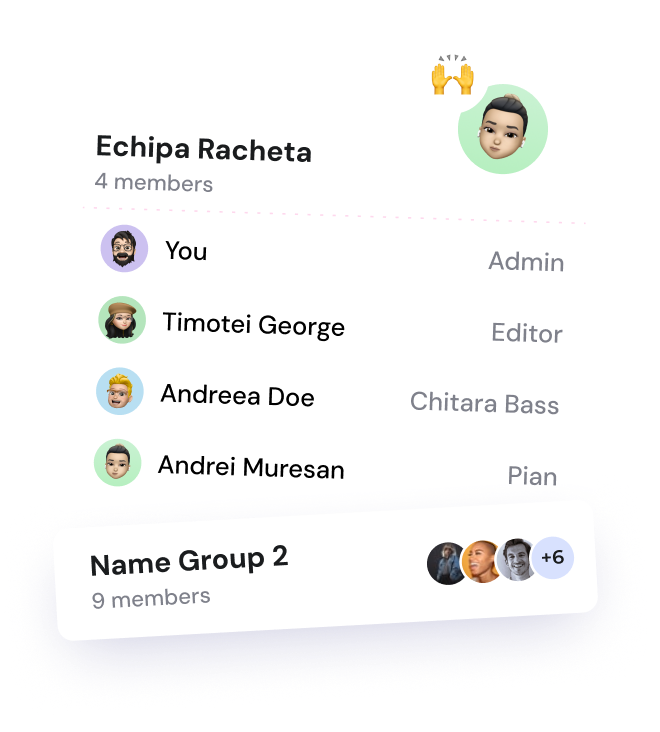 Echipa Racheta
4 members
You Admin
Timotei George Editor
Andreea Doe Chitara Bass
Andrei Muresan Pian
Name Group 2
9 members
+6